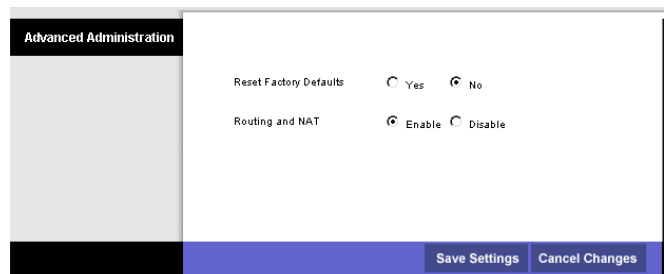 Advanced Administration
Reset Factory Defaults Yes No
Routing and NAT Enable Disable
Save Settings Cancel Changes